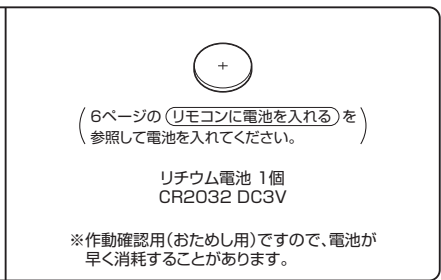 +
(6ページの リモコンに電池を入れる を
参照して電池を入れてください。)
リチウム電池 1個
CR2032 DC3V
※作動確認用(おためし用)ですので、電池が
早く消耗することがあります。